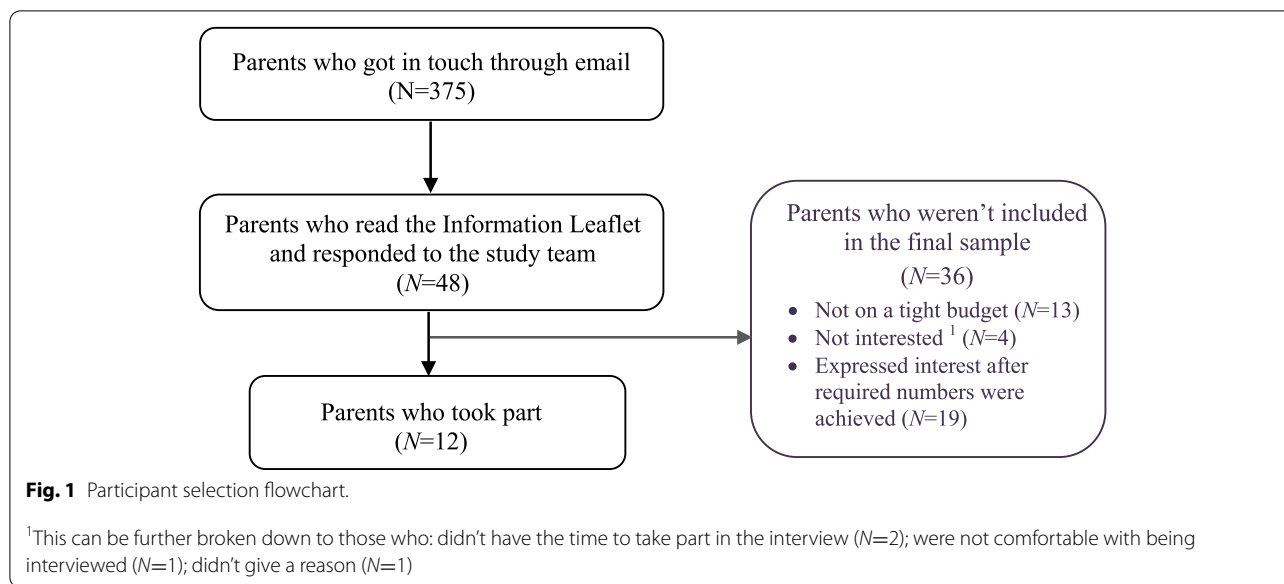 Parents who got in touch through email
(N=375)
Parents who read the Information Leaflet
and responded to the study team
(N=48)
Parents who weren't included
in the final sample
(N=36)
• Not on a tight budget (N=13)
• Not interested ¹ (N=4)
• Expressed interest after
required numbers were
achieved (N=19)
Parents who took part
(N=12)
Fig. 1 Participant selection flowchart.
¹This can be further broken down to those who: didn't have the time to take part in the interview (N=2); were not comfortable with being
interviewed (N=1); didn't give a reason (N=1)